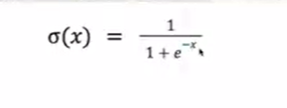 σ(x) = 1 / 1 + e^-x